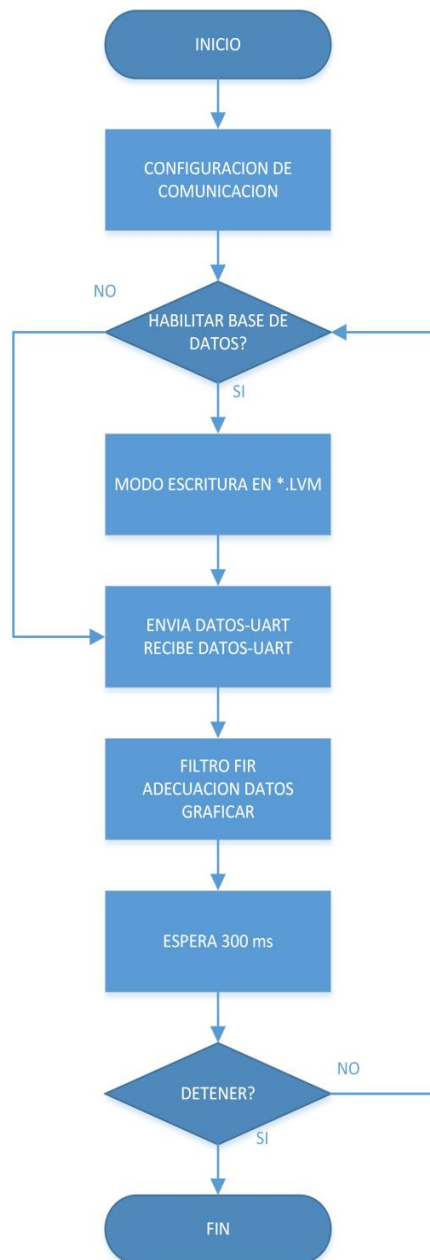 INICIO
CONFIGURACION DE
COMUNICACION
NO
HABILITAR BASE DE
DATOS?
SI
MODO ESCRITURA EN *.LVM
ENVIA DATOS-UART
RECIBE DATOS-UART
FILTRO FIR
ADECUACION DATOS
GRAFICAR
ESPERA 300 ms
DETENER?
NO
SI
FIN